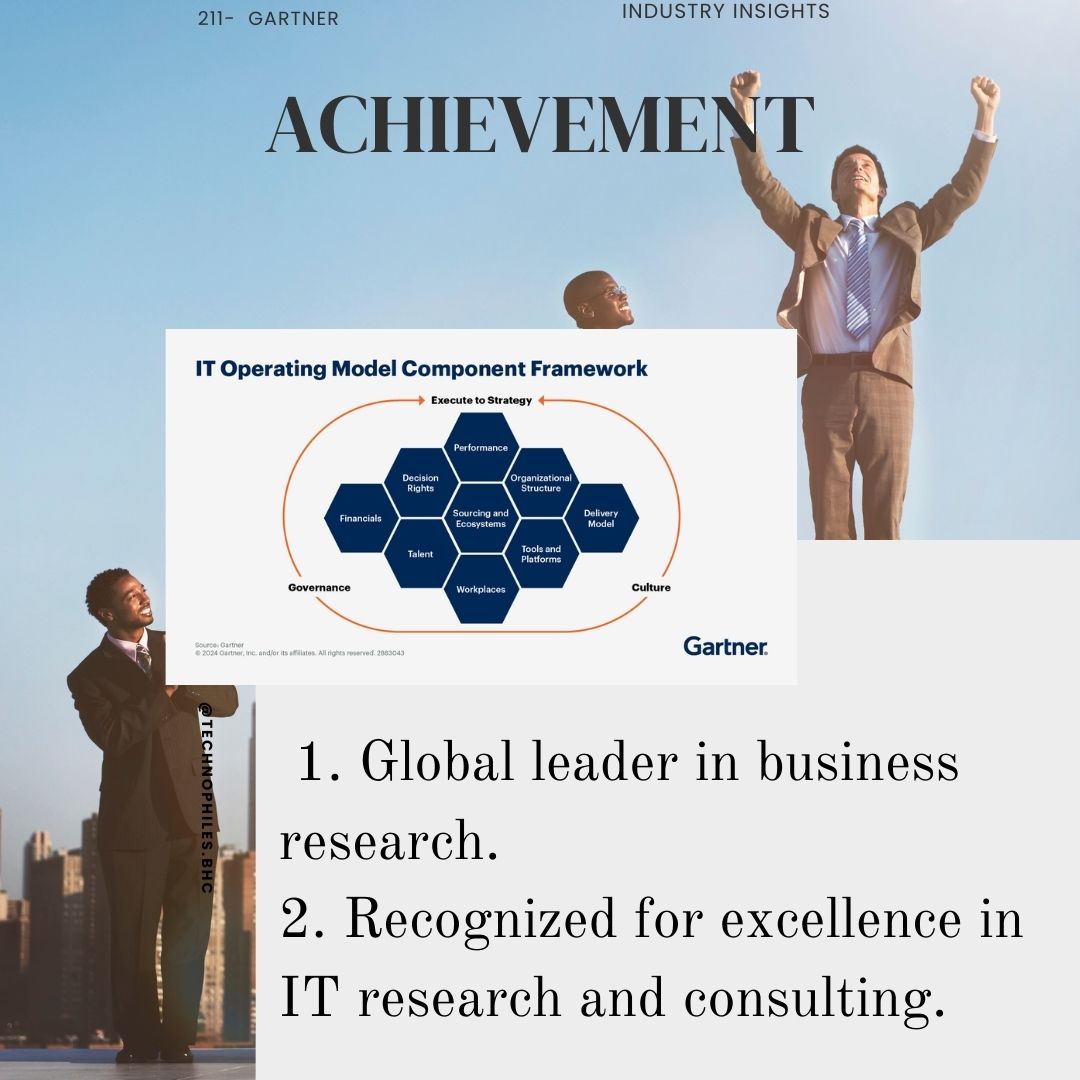 211-  GARTNER
INDUSTRY INSIGHTS
ACHIEVEMENT
IT Operating Model Component Framework
Execute to Strategy
Performance
Decision
Rights
Organizational
Structure
Financials
Sourcing and
Ecosystems
Delivery
Model
Talent
Tools and
Platforms
Workplaces
Governance
Culture
Source: Gartner
© 2024 Gartner, Inc. and/or its affiliates. All rights reserved. 2863043
Gartner
@TECHNOPHILES.BHC
1. Global leader in business
research.
2. Recognized for excellence in
IT research and consulting.